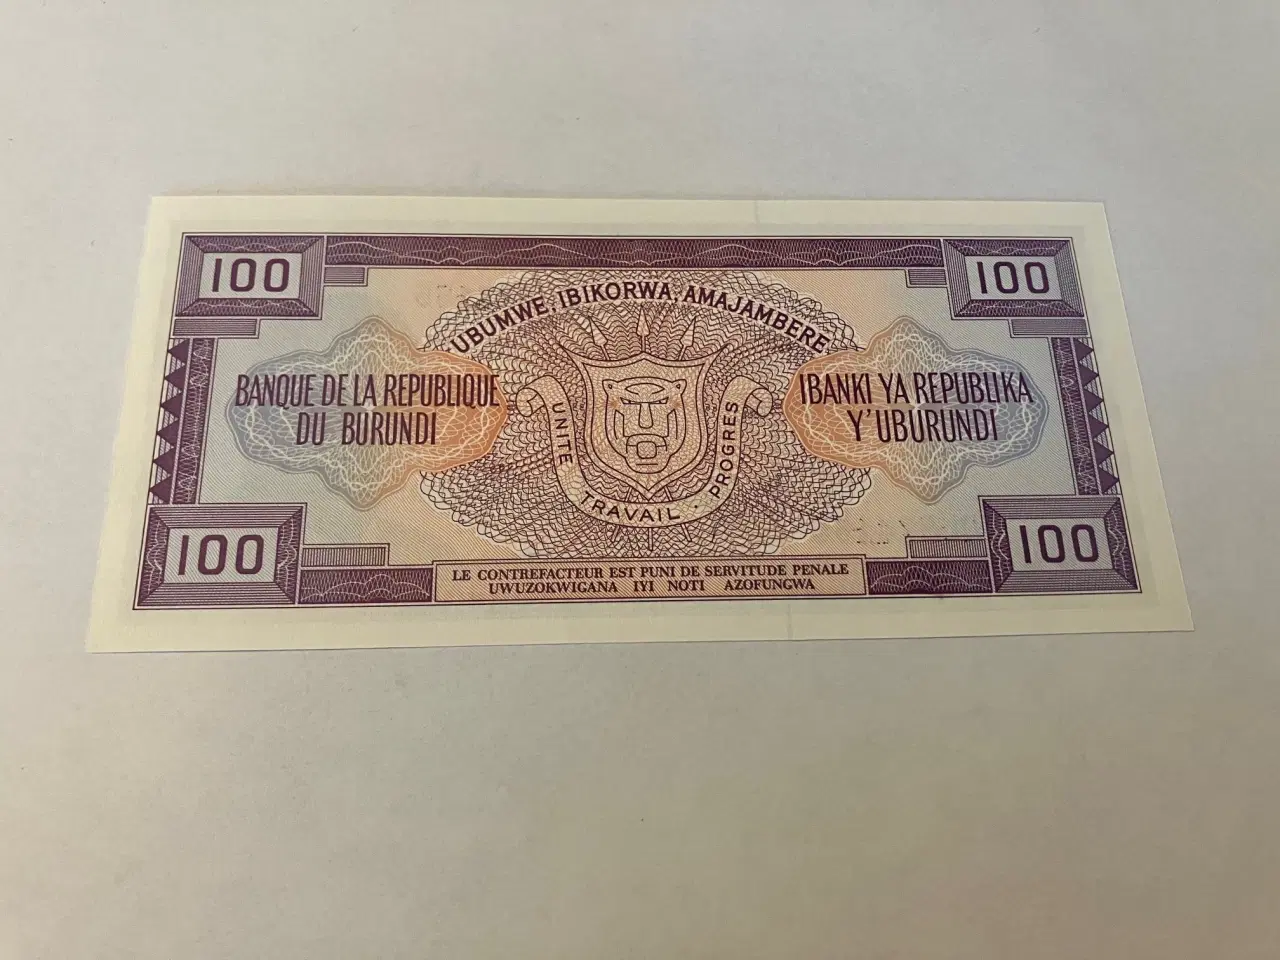 100
100
UBUMWE, IBIKORWA, AMAJAMBERE
BANQUE DE LA REPUBLIQUE
DU BURUNDI
IBANKI YA REPUBLIKA
Y'UBURUNDI
UNITE TRAVAIL · PROGRES
100
100
LE CONTREFACTEUR EST PUNI DE SERVITUDE PENALE
UWUZOKWIGANA IYI NOTI AZOFUNGWA